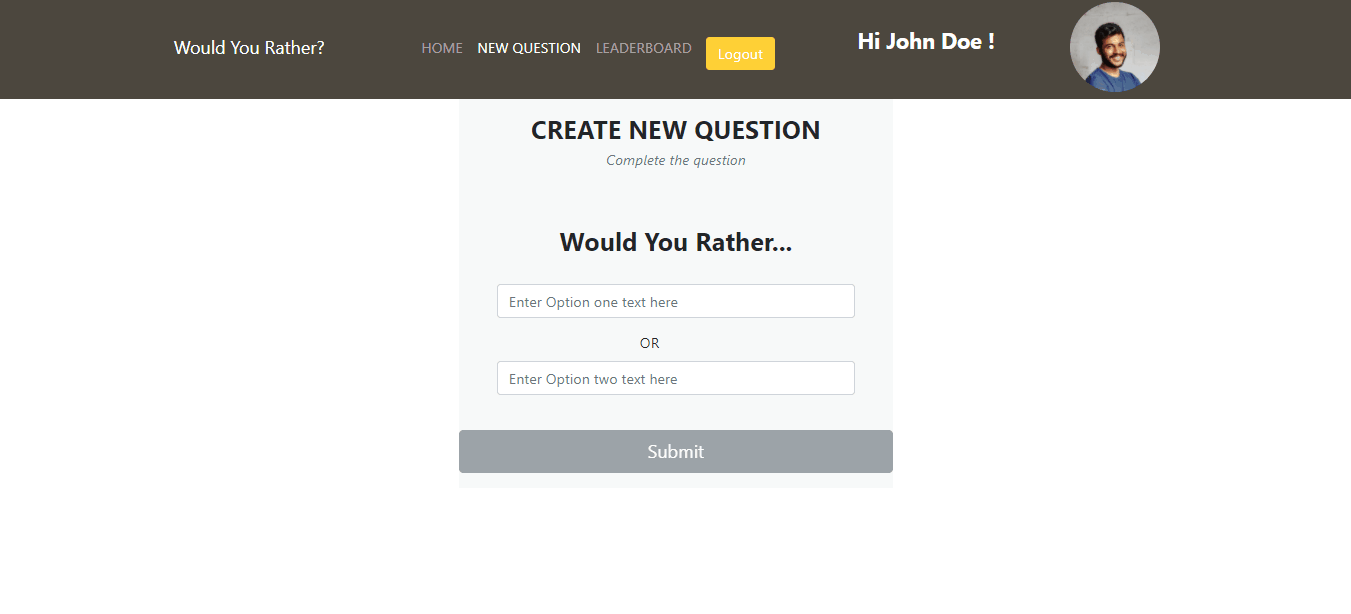 Would You Rather?
HOME NEW QUESTION LEADERBOARD Logout
Hi John Doe !
CREATE NEW QUESTION
Complete the question
Would You Rather...
Enter Option one text here
OR
Enter Option two text here
Submit